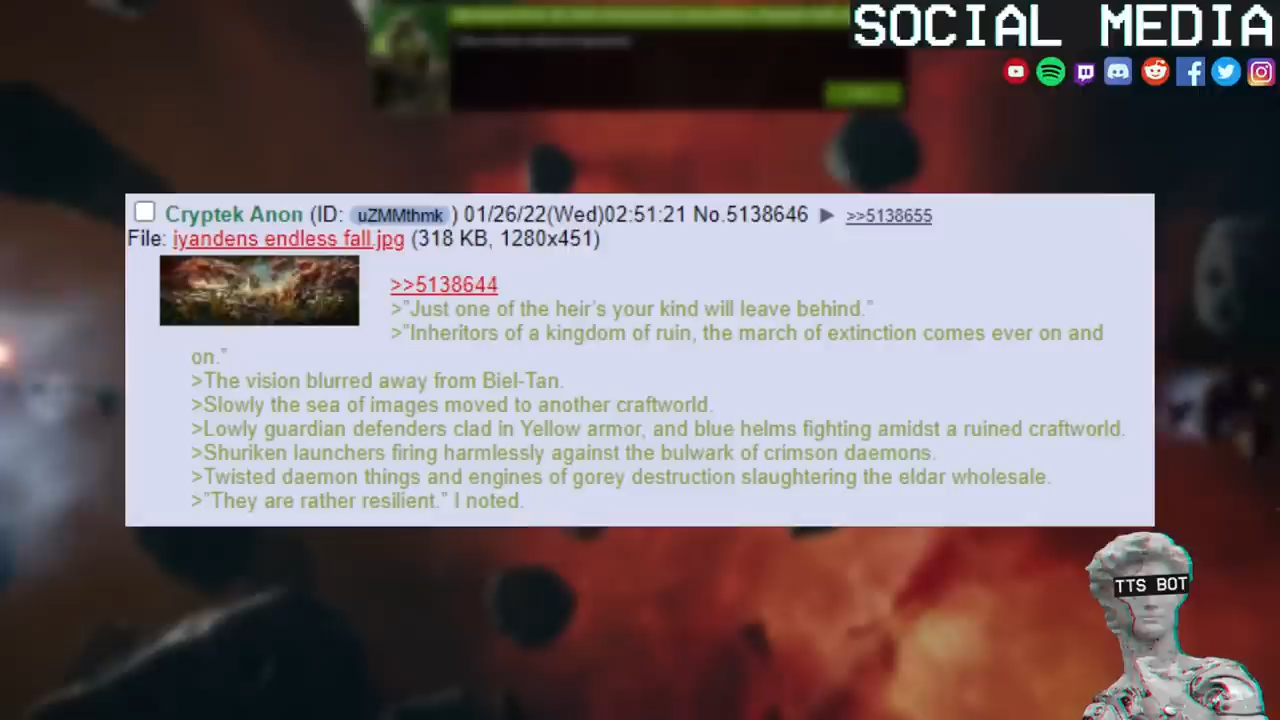 SOCIAL MEDIA
Cryptek Anon (ID: uZMMthmk ) 01/26/22(Wed)02:51:21 No.5138646 ▶ >>5138655
File: iyandens endless fall.jpg (318 KB, 1280x451)
>>5138644
>"Just one of the heir's your kind will leave behind."
>"Inheritors of a kingdom of ruin, the march of extinction comes ever on and
on."
>The vision blurred away from Biel-Tan.
>Slowly the sea of images moved to another craftworld.
>Lowly guardian defenders clad in Yellow armor, and blue helms fighting amidst a ruined craftworld.
>Shuriken launchers firing harmlessly against the bulwark of crimson daemons.
>Twisted daemon things and engines of gorey destruction slaughtering the eldar wholesale.
>"They are rather resilient." I noted.
TTS BOT